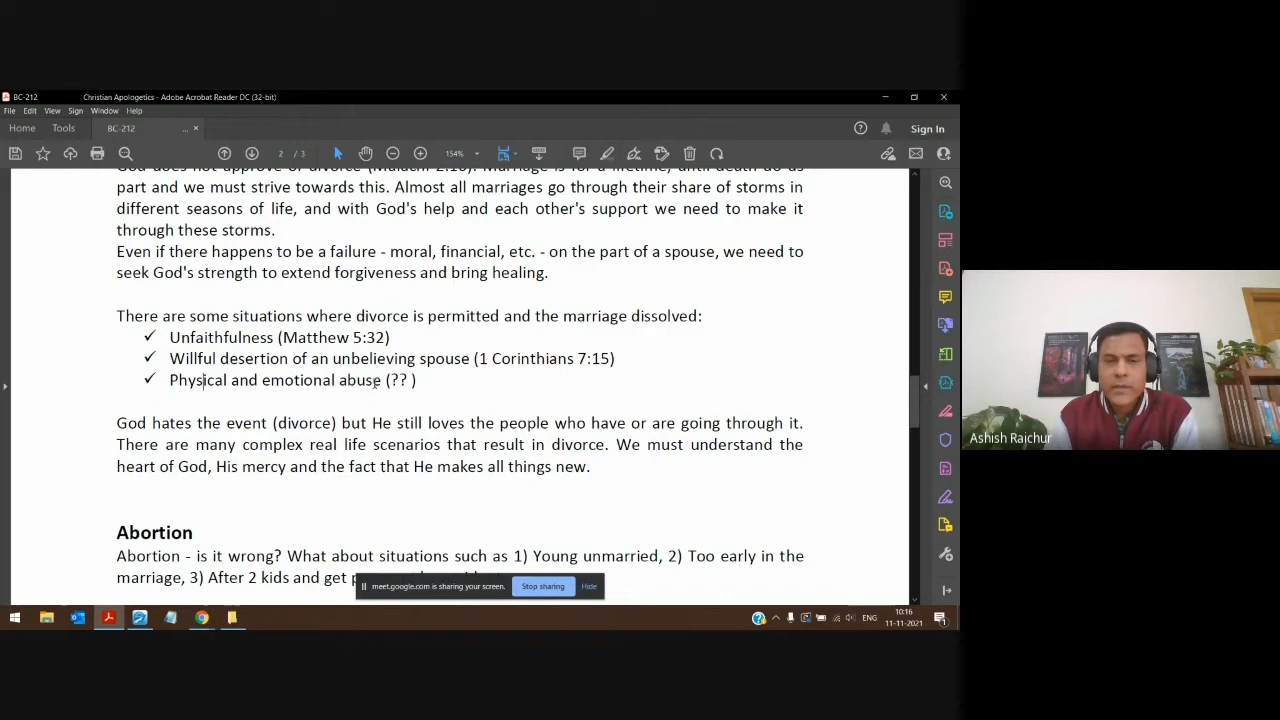 BC-212 Christian Apologetics - Adobe Acrobat Reader DC (32-bit)
File Edit View Sign Window Help
Home Tools BC-212 ... × Sign In
2 / 3 154%
part and we must strive towards this. Almost all marriages go through their share of storms in
different seasons of life, and with God's help and each other's support we need to make it
through these storms.
Even if there happens to be a failure - moral, financial, etc. - on the part of a spouse, we need to
seek God's strength to extend forgiveness and bring healing.
There are some situations where divorce is permitted and the marriage dissolved:
✓ Unfaithfulness (Matthew 5:32)
✓ Willful desertion of an unbelieving spouse (1 Corinthians 7:15)
✓ Physical and emotional abuse (?? )
God hates the event (divorce) but He still loves the people who have or are going through it.
There are many complex real life scenarios that result in divorce. We must understand the
heart of God, His mercy and the fact that He makes all things new.
Abortion
Abortion - is it wrong? What about situations such as 1) Young unmarried, 2) Too early in the
marriage, 3) After 2 kids and get
meet.google.com is sharing your screen. Stop sharing Hide
ENG 10:16
11-11-2021
Ashish Raichur